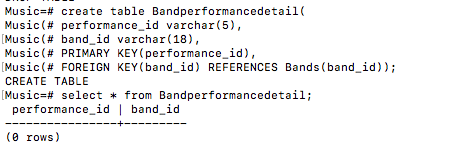 Music=# create table Bandperformancedetail(
Music(# performance_id varchar(5),
[Music(# band_id varchar(18),
Music(# PRIMARY KEY(performance_id),
[Music(# FOREIGN KEY(band_id) REFERENCES Bands(band_id));
CREATE TABLE
[Music=# select * from Bandperformancedetail;
 performance_id | band_id
----------------+---------
(0 rows)